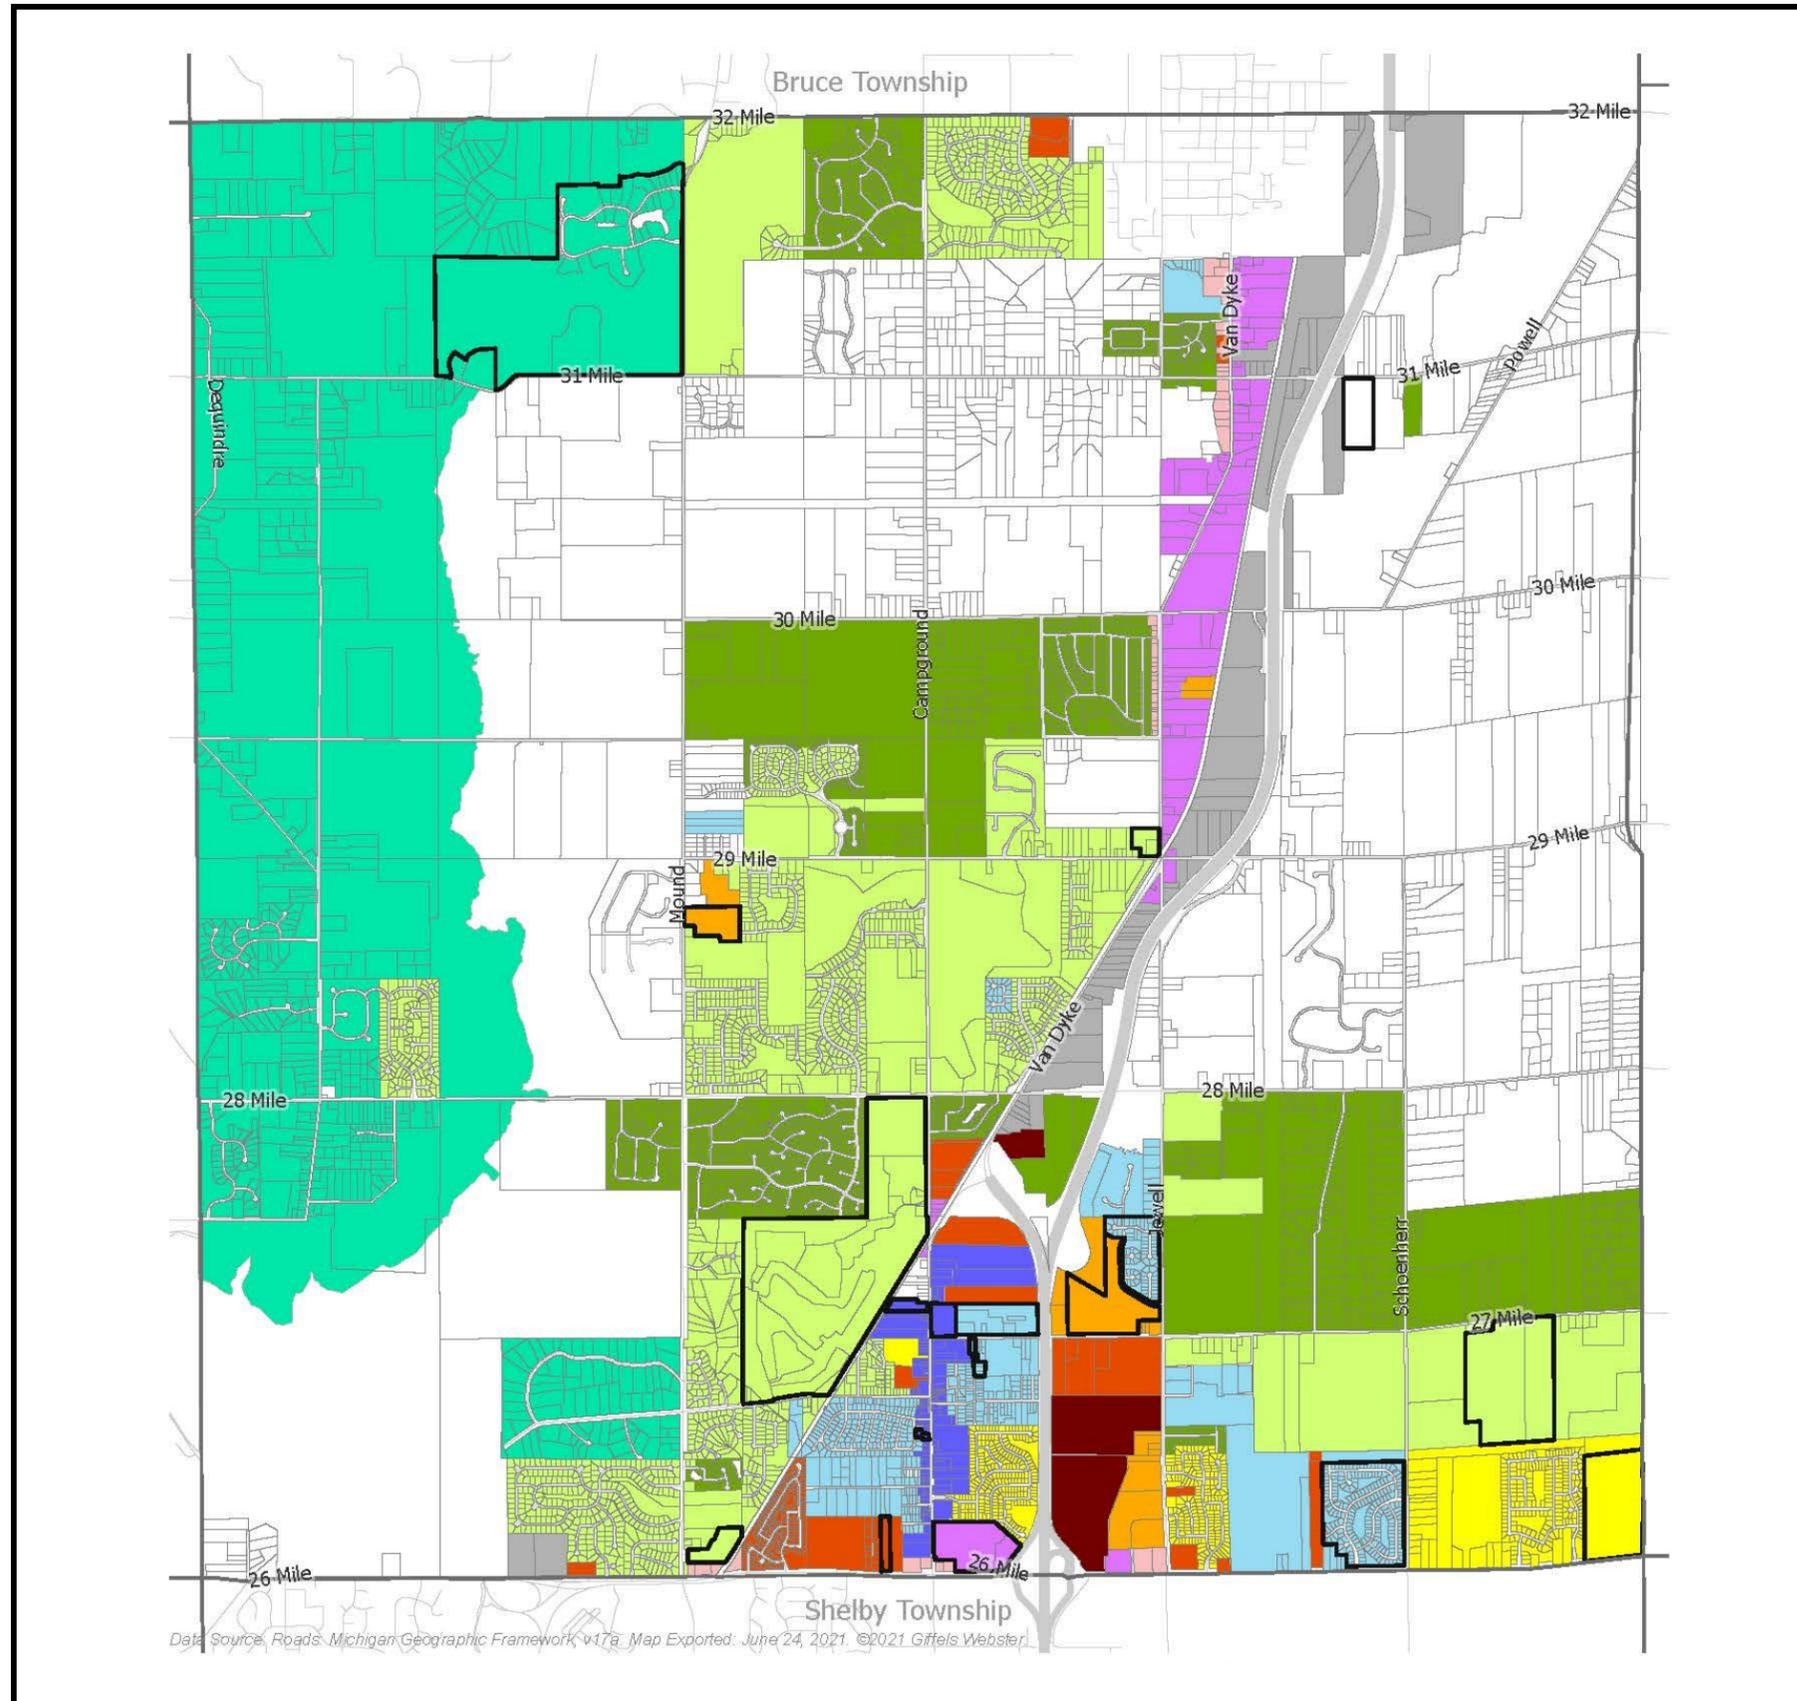 Bruce Township
32 Mile
32 Mile
Van Dyke
Powell
31 Mile
31 Mile
Dequindre
30 Mile
30 Mile
Campground
29 Mile
29 Mile
Mound
Van Dyke
28 Mile
28 Mile
Jewell
Schoenherr
27 Mile
26 Mile
26 Mile
Shelby Township
Data Source: Roads: Michigan Geographic Framework, v17a. Map Exported: June 24, 2021. ©2021 Giffels Webster